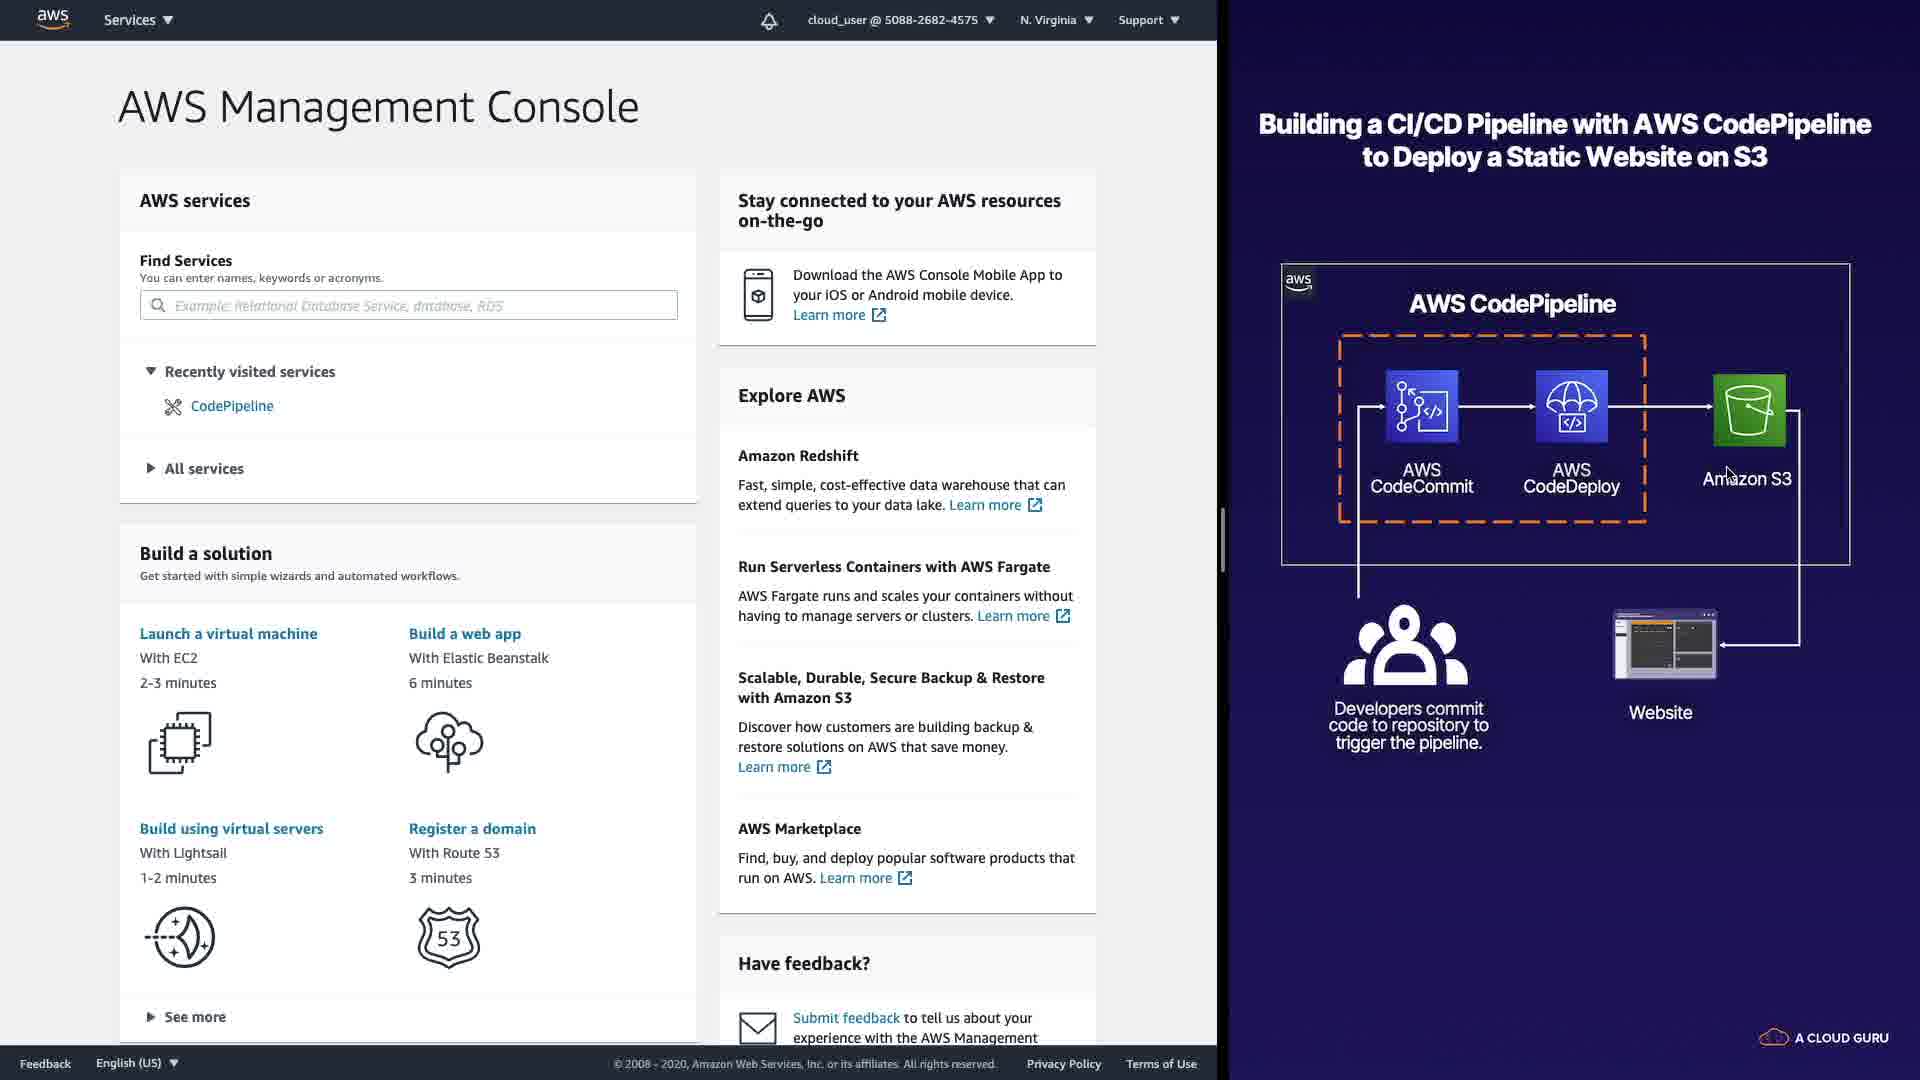 aws
Services
cloud_user @ 5088-2682-4575
N. Virginia
Support
AWS Management Console
AWS services
Find Services
You can enter names, keywords or acronyms.
Example: Relational Database Service, database, RDS
Recently visited services
CodePipeline
All services
Build a solution
Get started with simple wizards and automated workflows.
Launch a virtual machine
With EC2
2-3 minutes
Build a web app
With Elastic Beanstalk
6 minutes
Build using virtual servers
With Lightsail
1-2 minutes
Register a domain
With Route 53
3 minutes
53
See more
Stay connected to your AWS resources
on-the-go
Download the AWS Console Mobile App to
your iOS or Android mobile device.
Learn more
Explore AWS
Amazon Redshift
Fast, simple, cost-effective data warehouse that can
extend queries to your data lake. Learn more
Run Serverless Containers with AWS Fargate
AWS Fargate runs and scales your containers without
having to manage servers or clusters. Learn more
Scalable, Durable, Secure Backup & Restore
with Amazon S3
Discover how customers are building backup &
restore solutions on AWS that save money.
Learn more
AWS Marketplace
Find, buy, and deploy popular software products that
run on AWS. Learn more
Have feedback?
Submit feedback to tell us about your
experience with the AWS Management
Feedback
English (US)
© 2008 - 2020, Amazon Web Services, Inc. or its affiliates. All rights reserved.
Privacy Policy
Terms of Use
Building a CI/CD Pipeline with AWS CodePipeline
to Deploy a Static Website on S3
aws
AWS CodePipeline
AWS
CodeCommit
AWS
CodeDeploy
Amazon S3
Developers commit
code to repository to
trigger the pipeline.
Website
A CLOUD GURU